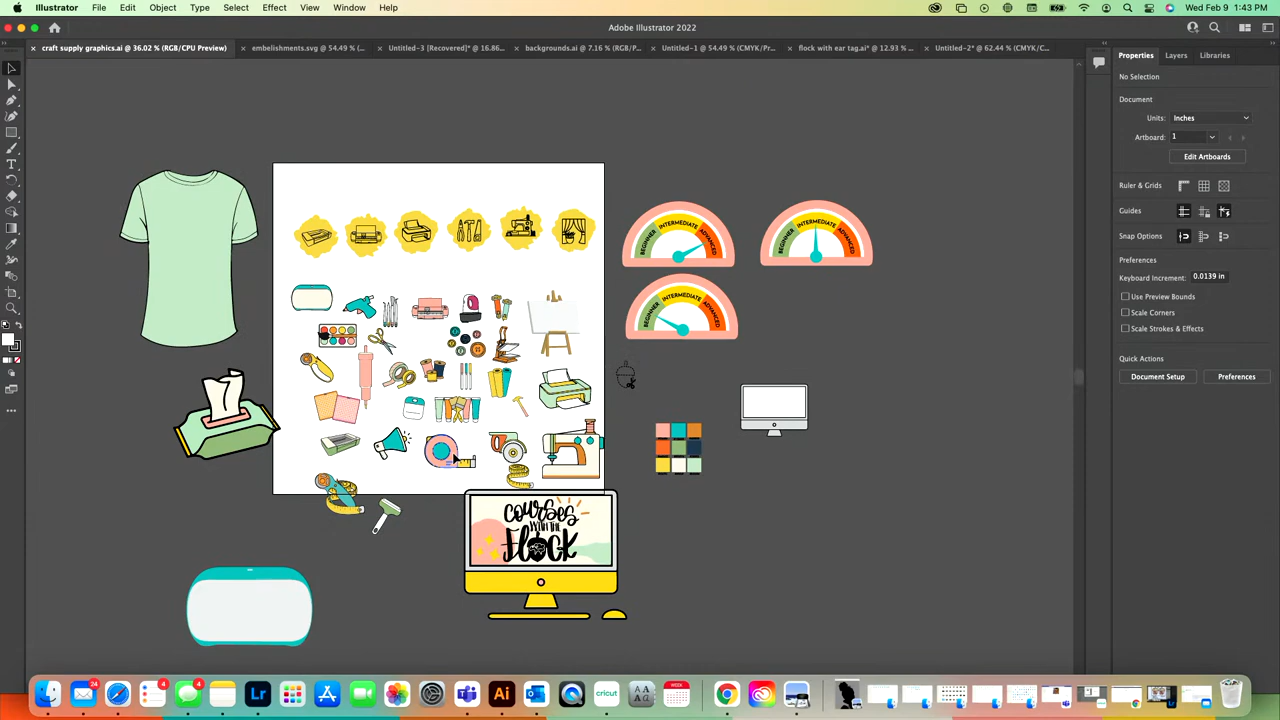 Illustrator File Edit Object Type Select Effect View Window Help
Wed Feb 9 1:43 PM
Adobe Illustrator 2022
craft supply graphics.ai @ 36.02 % (RGB/CPU Preview)
embelishments.svg @ 54.49 % (...
Untitled-3 [Recovered]* @ 16.86...
backgrounds.ai @ 7.16 % (RGB/P...
Untitled-1 @ 54.49 % (CMYK/Pr...
flock with ear tag.ai* @ 12.93 % ...
Untitled-2* @ 62.44 % (CMYK/C...
Properties Layers Libraries
No Selection
Document
Units: Inches
Artboard: 1
Edit Artboards
Ruler & Grids
Guides
Snap Options
Preferences
Keyboard Increment: 0.0139 in
Use Preview Bounds
Scale Corners
Scale Strokes & Effects
Quick Actions
Document Setup Preferences
BEGINNER INTERMEDIATE ADVANCED
BEGINNER INTERMEDIATE ADVANCED
BEGINNER INTERMEDIATE ADVANCED
courses
WITH THE
flock
24 4 4
Lr Ai cricut WEEK